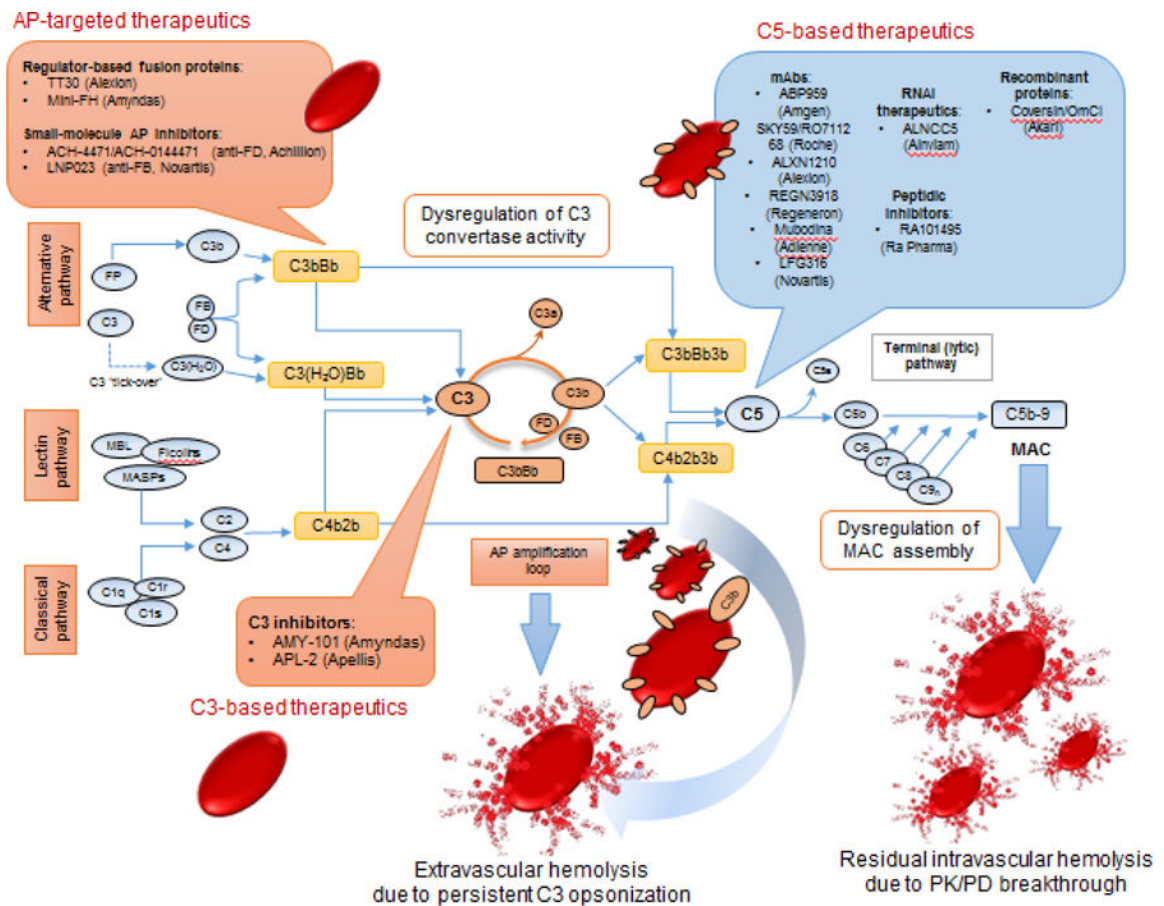 AP-targeted therapeutics
Regulator-based fusion proteins:
• TT30 (Alexion)
• Mini-FH (Amyndas)
Small-molecule AP inhibitors:
• ACH-4471/ACH-0144471 (anti-FD, Achillion)
• LNP023 (anti-FB, Novartis)
C5-based therapeutics
mAbs:
• ABP959
(Amgen)
SKY59/RO7112
68 (Roche)
• ALXN1210
(Alexion)
• REGN3918
(Regeneron)
• Mubodina
(Adienne)
• LFG316
(Novartis)
RNAi
therapeutics:
• ALNCC5
(Alnylam)
Peptidic
inhibitors:
• RA101495
(Ra Pharma)
Recombinant
proteins:
• Coversin/OmCI
(Akari)
Dysregulation of C3
convertase activity
Alternative
pathway
FP
C3b
C3bBb
FB
FD
C3
C3 "tick-over"
C3(H₂O)
C3(H₂O)Bb
C3
C3a
C3b
FD
FB
C3bBb
C3bBb3b
C4b2b3b
C5
C5a
C5b
Terminal (lytic)
pathway
C6
C7
C8
C9n
C5b-9
MAC
Dysregulation of
MAC assembly
Lectin
pathway
MBL
Ficolins
MASPs
C2
C4
C4b2b
Classical
pathway
C1q
C1r
C1s
AP amplification
loop
C3b
C3 inhibitors:
• AMY-101 (Amyndas)
• APL-2 (Apellis)
C3-based therapeutics
Extravascular hemolysis
due to persistent C3 opsonization
Residual intravascular hemolysis
due to PK/PD breakthrough